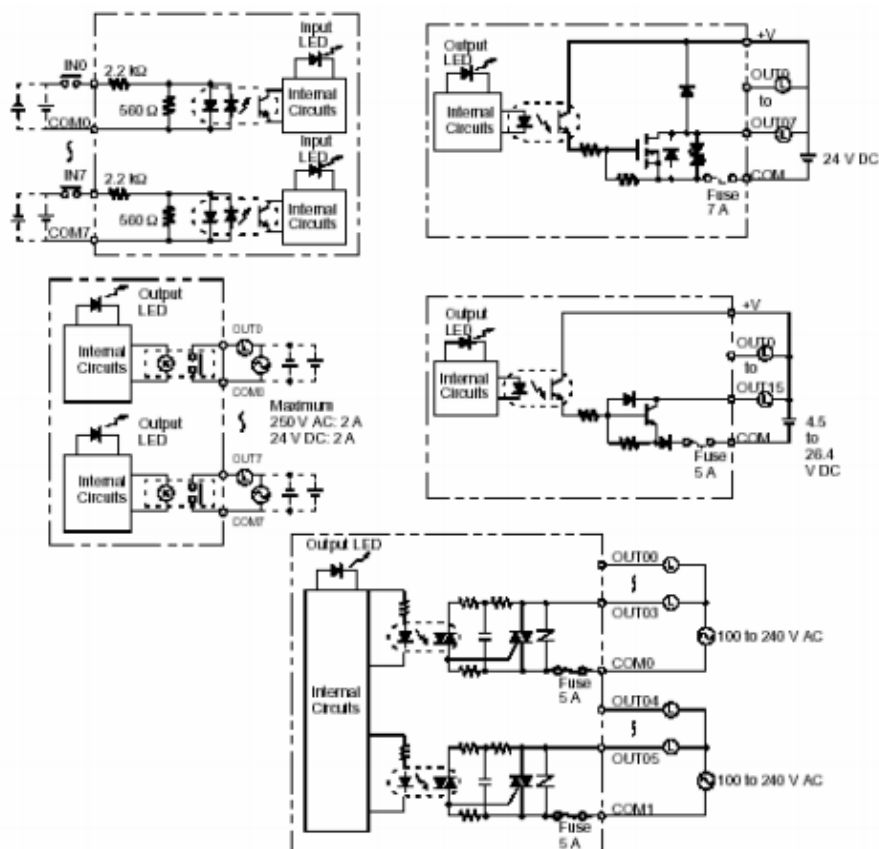 Input
LED
IN0
2.2 kΩ
560 Ω
Internal
Circuits
COM0
Input
LED
IN7
2.2 kΩ
560 Ω
Internal
Circuits
COM7
Output
LED
Internal
Circuits
+V
OUT0
to
OUT07
COM
24 V DC
Fuse
7 A
Output
LED
Internal
Circuits
OUT0
COM0
Maximum
250 V AC: 2 A
24 V DC: 2 A
Output
LED
Internal
Circuits
OUT7
COM7
Output
LED
Internal
Circuits
+V
OUT0
to
OUT15
COM
Fuse
5 A
4.5
to
26.4
V DC
Output LED
Internal
Circuits
OUT00
OUT03
100 to 240 V AC
COM0
Fuse
5 A
OUT04
OUT05
100 to 240 V AC
COM1
Fuse
5 A